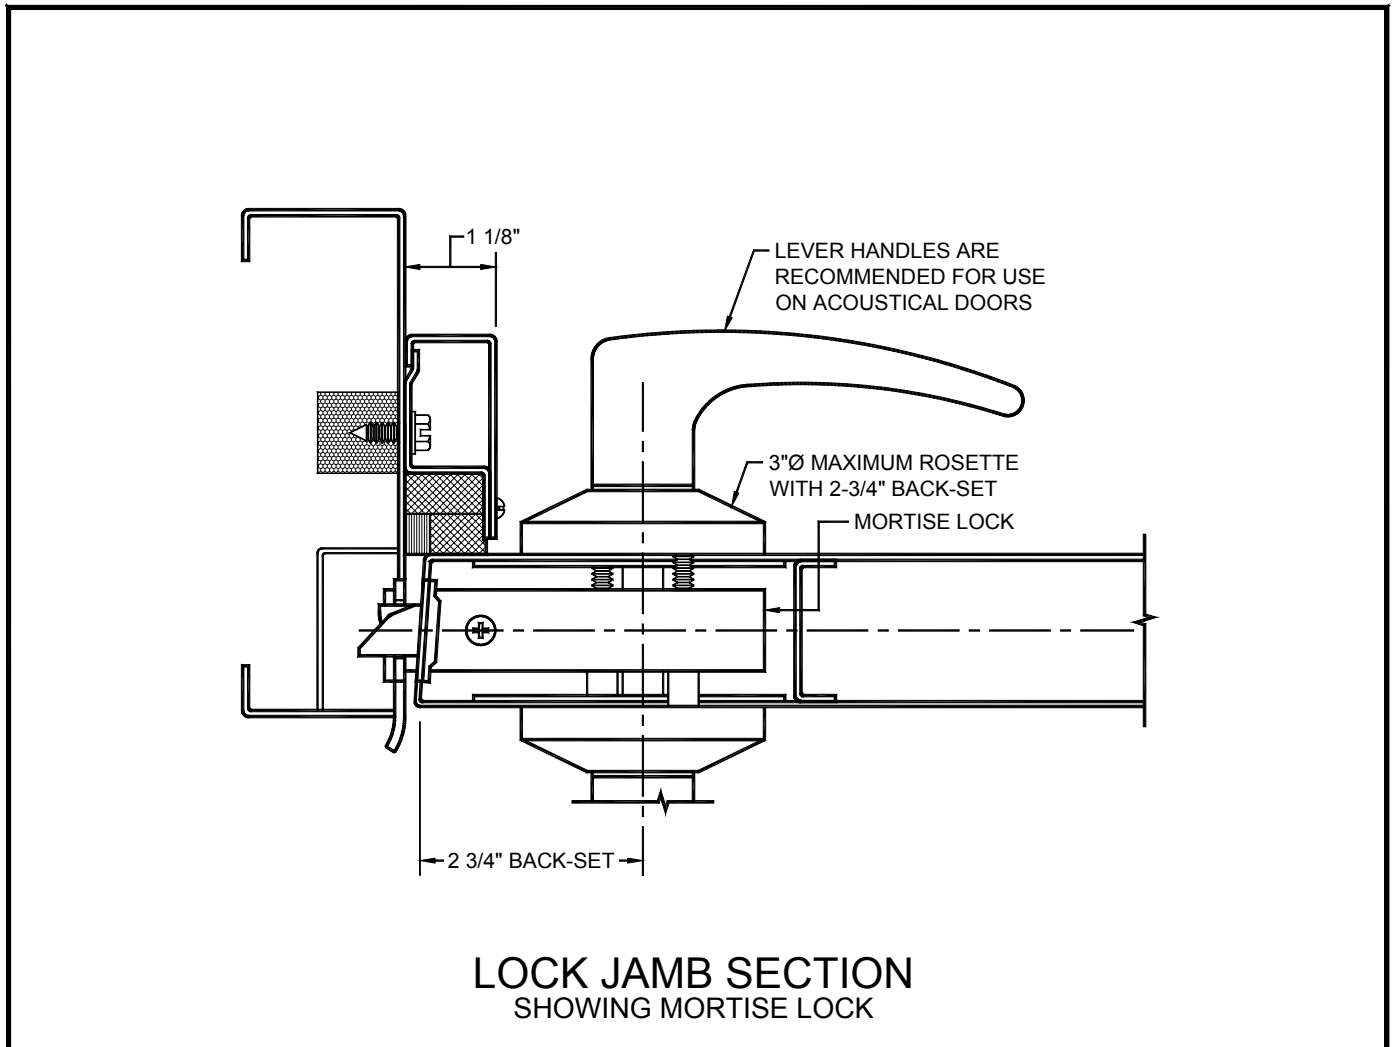 1 1/8"
LEVER HANDLES ARE
RECOMMENDED FOR USE
ON ACOUSTICAL DOORS
3"Ø MAXIMUM ROSETTE
WITH 2-3/4" BACK-SET
MORTISE LOCK
2 3/4" BACK-SET
LOCK JAMB SECTION
SHOWING MORTISE LOCK